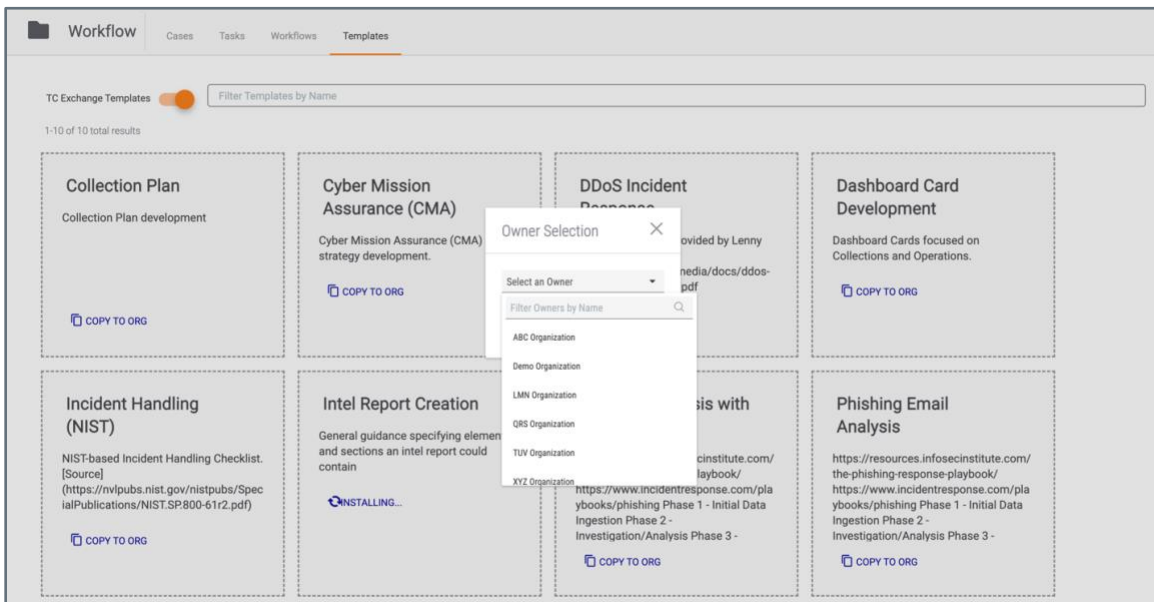 Workflow
Cases
Tasks
Workflows
Templates
TC Exchange Templates
Filter Templates by Name
1-10 of 10 total results
Collection Plan
Collection Plan development
COPY TO ORG
Cyber Mission
Assurance (CMA)
Cyber Mission Assurance (CMA)
strategy development.
COPY TO ORG
DDoS Incident
Response
ovided by Lenny
media/docs/ddos-
pdf
Dashboard Card
Development
Dashboard Cards focused on
Collections and Operations.
COPY TO ORG
Owner Selection
Select an Owner
Filter Owners by Name
ABC Organization
Demo Organization
LMN Organization
QRS Organization
TUV Organization
XYZ Organization
Incident Handling
(NIST)
NIST-based Incident Handling Checklist.
[Source]
(https://nvlpubs.nist.gov/nistpubs/Spec
ialPublications/NIST.SP.800-61r2.pdf)
COPY TO ORG
Intel Report Creation
General guidance specifying elemen
and sections an intel report could
contain
INSTALLING...
sis with
ecinstitute.com/
laybook/
https://www.incidentresponse.com/pla
ybooks/phishing Phase 1 - Initial Data
Ingestion Phase 2 -
Investigation/Analysis Phase 3 -
COPY TO ORG
Phishing Email
Analysis
https://resources.infosecinstitute.com/
the-phishing-response-playbook/
https://www.incidentresponse.com/pla
ybooks/phishing Phase 1 - Initial Data
Ingestion Phase 2 -
Investigation/Analysis Phase 3 -
COPY TO ORG